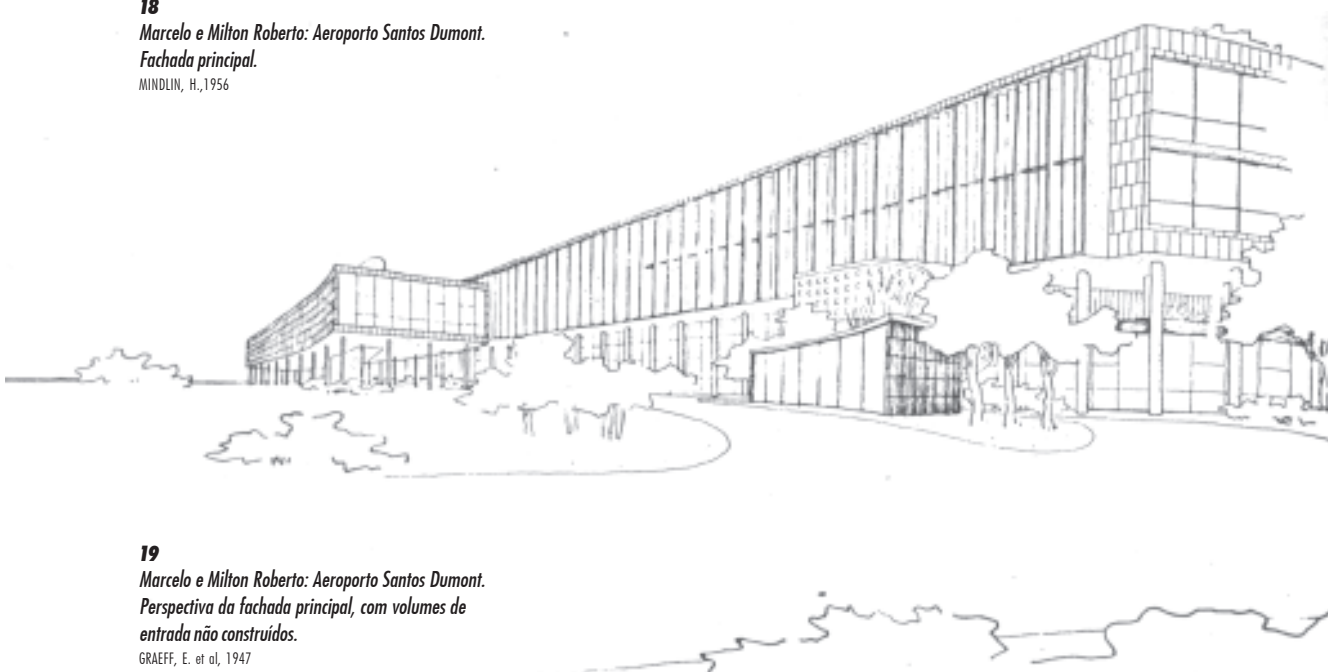 18
Marcelo e Milton Roberto: Aeroporto Santos Dumont.
Fachada principal.
MINDLIN, H.,1956
19
Marcelo e Milton Roberto: Aeroporto Santos Dumont.
Perspectiva da fachada principal, com volumes de
entrada não construídos.
GRAEFF, E. et al, 1947